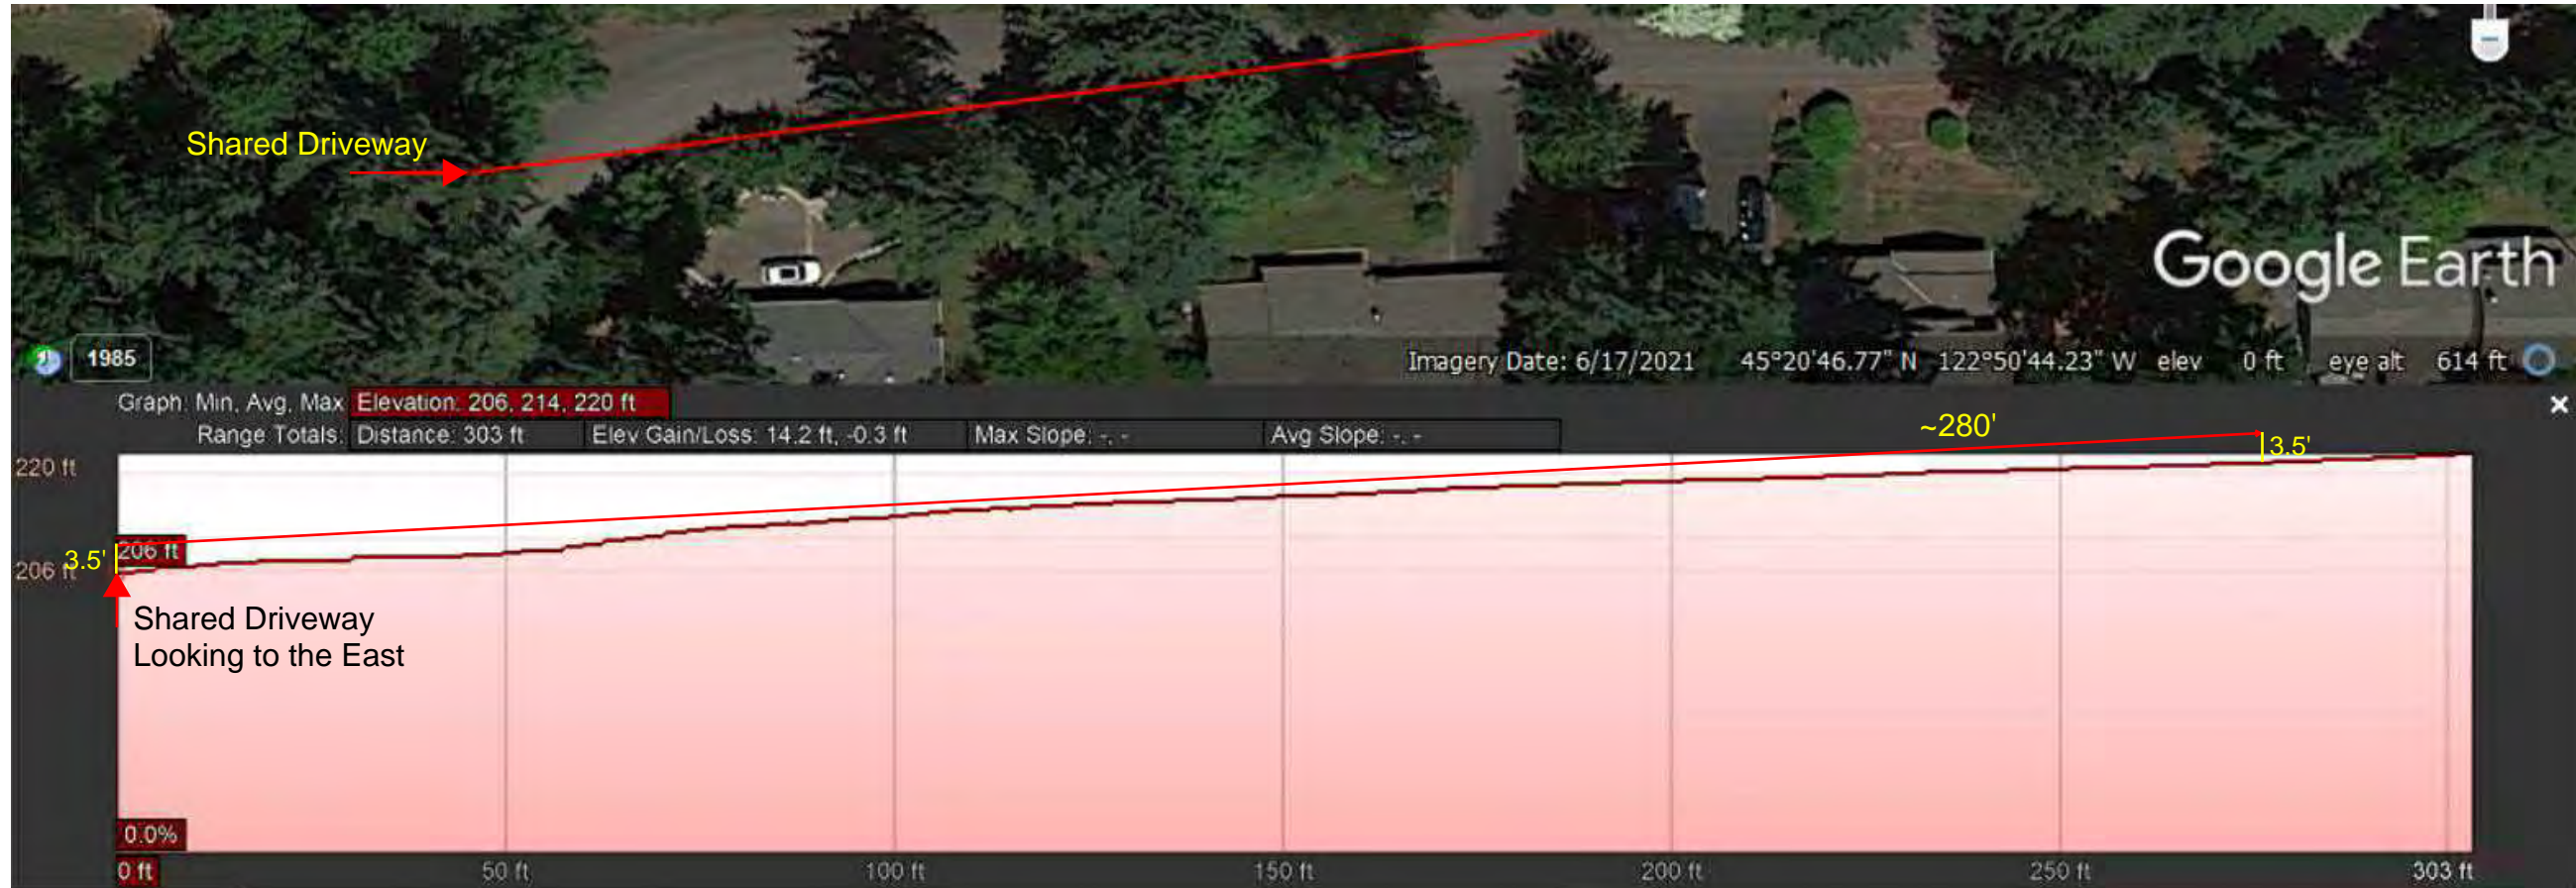 Shared Driveway
Google Earth
1985
Imagery Date: 6/17/2021 45°20'46.77" N 122°50'44.23" W elev 0 ft eye alt 614 ft
Graph: Min, Avg, Max Elevation: 206, 214, 220 ft
Range Totals: Distance: 303 ft Elev Gain/Loss: 14.2 ft, -0.3 ft Max Slope: -, - Avg Slope: -, -
~280'
3.5'
220 ft
206 ft
3.5'
206 ft
Shared Driveway
Looking to the East
0.0%
0 ft 50 ft 100 ft 150 ft 200 ft 250 ft 303 ft